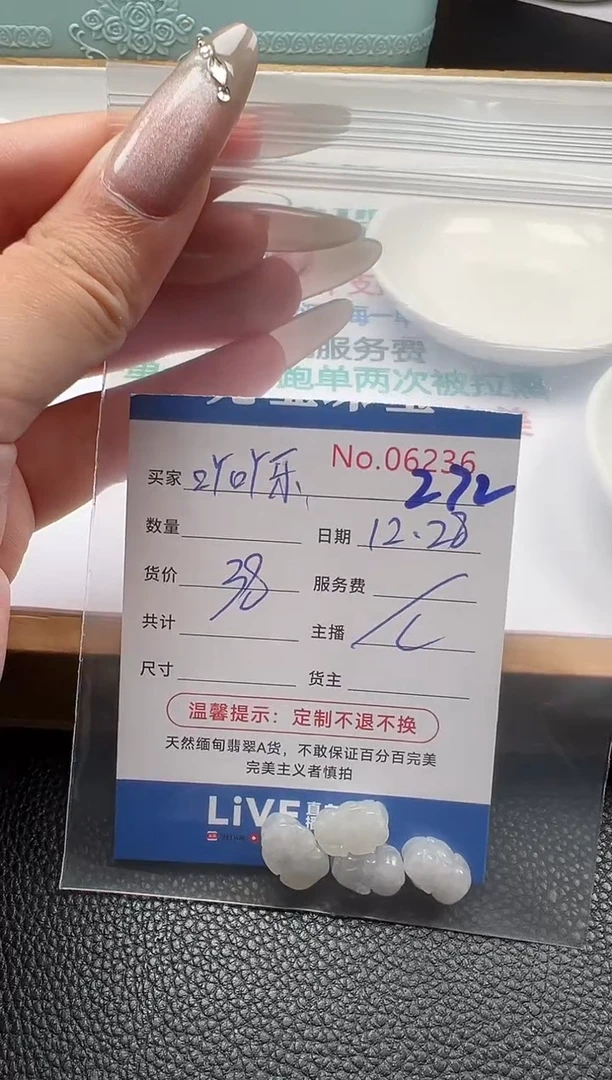 服务费
跑单两次被拉黑
No.06236
买家 吖吖乐 272
数量 日期 12.28
货价 38 服务费
共计 主播
尺寸 货主
温馨提示：定制不退不换
天然缅甸翡翠A货，不敢保证百分百完美
完美主义者慎拍
LiVE